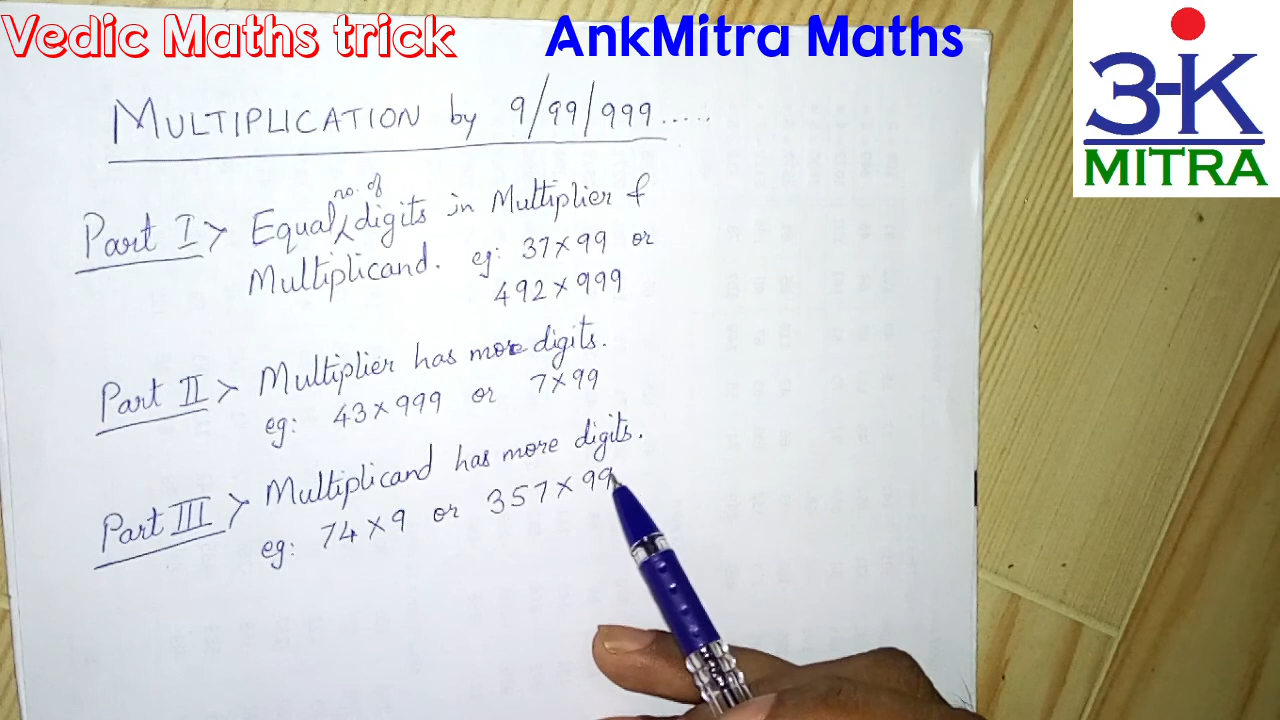 Vedic Maths trick
AnkMitra Maths
3-K
MITRA
MULTIPLICATION by 9/99/999.....
Part I > Equal no. of digits in Multiplier &
Multiplicand. eg: 37×99 or
492×999
Part II > Multiplier has more digits.
eg: 43×999 or 7×99
Part III > Multiplicand has more digits.
eg: 74×9 or 357×99